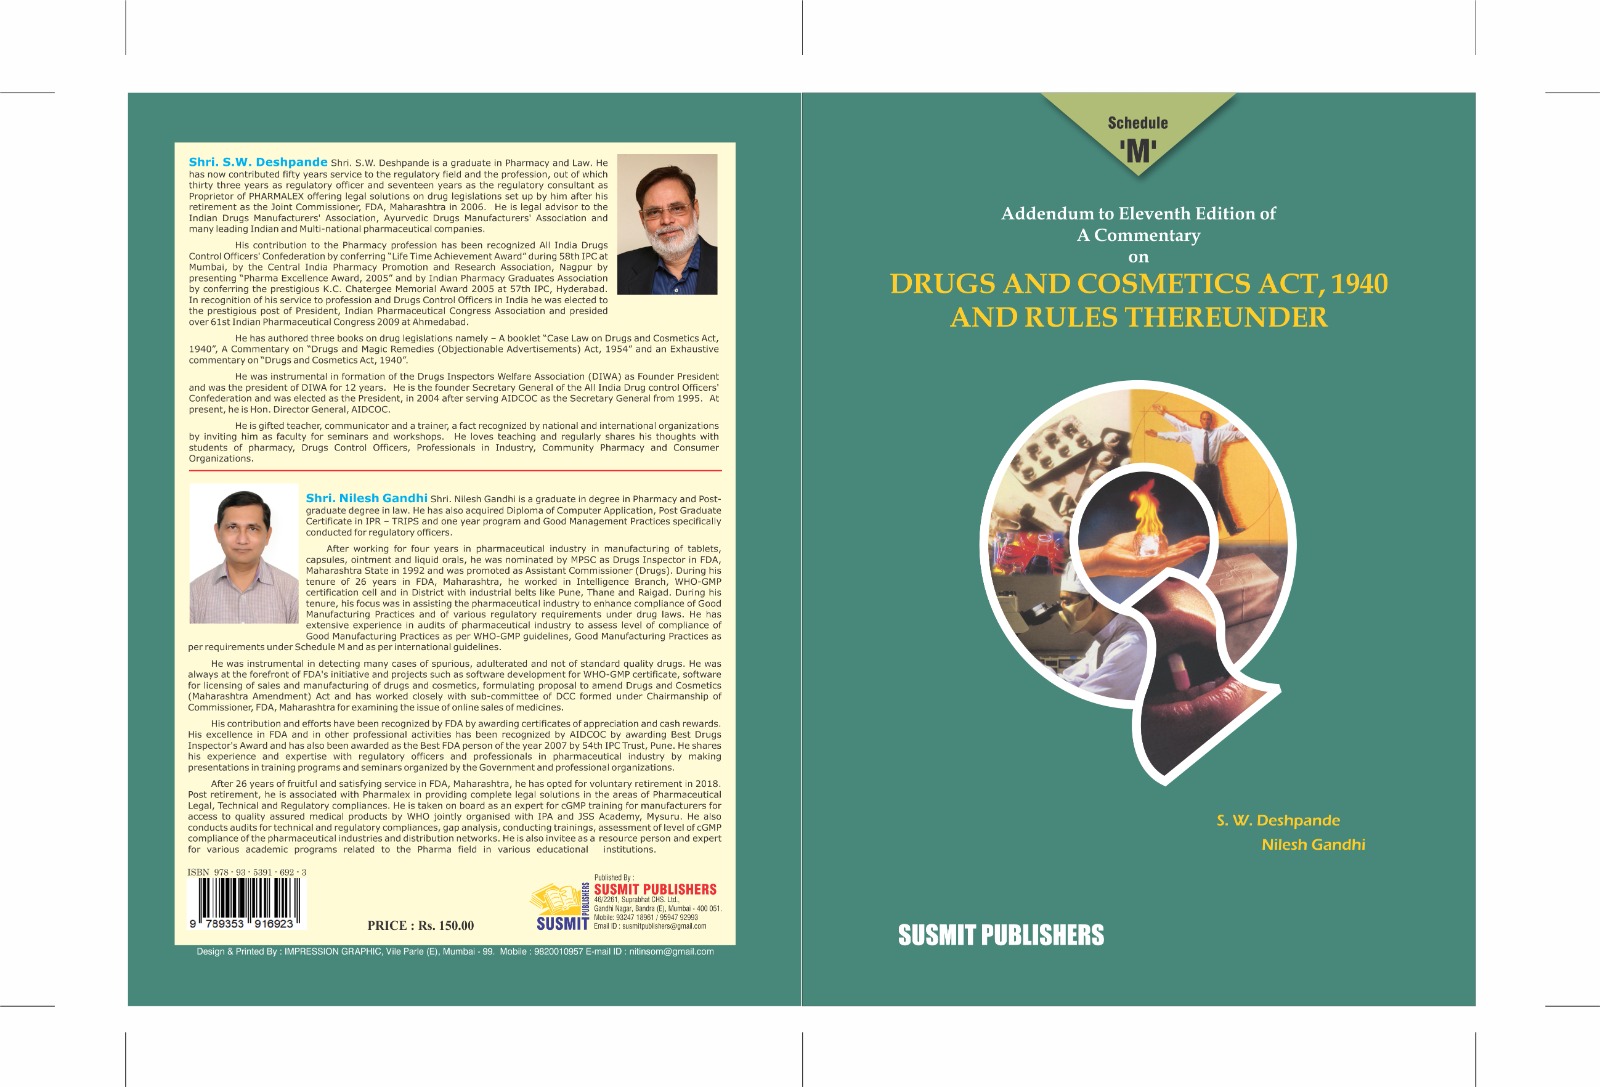 Shri. S.W. Deshpande Shri. S.W. Deshpande is a graduate in Pharmacy and Law. He
has now contributed fifty years service to the regulatory field and the profession, out of which
thirty three years as regulatory officer and seventeen years as the regulatory consultant as
Proprietor of PHARMALEX offering legal solutions on drug legislations set up by him after his
retirement as the Joint Commissioner, FDA, Maharashtra in 2006. He is legal advisor to the
Indian Drugs Manufacturers' Association, Ayurvedic Drugs Manufacturers' Association and
many leading Indian and Multi-national pharmaceutical companies.
His contribution to the Pharmacy profession has been recognized All India Drugs
Control Officers' Confederation by conferring "Life Time Achievement Award" during 58th IPC at
Mumbai, by the Central India Pharmacy Promotion and Research Association, Nagpur by
presenting "Pharma Excellence Award, 2005" and by Indian Pharmacy Graduates Association
by conferring the prestigious K.C. Chatergee Memorial Award 2005 at 57th IPC, Hyderabad.
In recognition of his service to profession and Drugs Control Officers in India he was elected to
the prestigious post of President, Indian Pharmaceutical Congress Association and presided
over 61st Indian Pharmaceutical Congress 2009 at Ahmedabad.
He has authored three books on drug legislations namely – A booklet "Case Law on Drugs and Cosmetics Act,
1940", A Commentary on "Drugs and Magic Remedies (Objectionable Advertisements) Act, 1954" and an Exhaustive
commentary on "Drugs and Cosmetics Act, 1940".
He was instrumental in formation of the Drugs Inspectors Welfare Association (DIWA) as Founder President
and was the president of DIWA for 12 years. He is the founder Secretary General of the All India Drug control Officers'
Confederation and was elected as the President, in 2004 after serving AIDCOC as the Secretary General from 1995. At
present, he is Hon. Director General, AIDCOC.
He is gifted teacher, communicator and a trainer, a fact recognized by national and international organizations
by inviting him as faculty for seminars and workshops. He loves teaching and regularly shares his thoughts with
students of pharmacy, Drugs Control Officers, Professionals in Industry, Community Pharmacy and Consumer
Organizations.
Shri. Nilesh Gandhi Shri. Nilesh Gandhi is a graduate in degree in Pharmacy and Post-
graduate degree in law. He has also acquired Diploma of Computer Application, Post Graduate
Certificate in IPR – TRIPS and one year program and Good Management Practices specifically
conducted for regulatory officers.
After working for four years in pharmaceutical industry in manufacturing of tablets,
capsules, ointment and liquid orals, he was nominated by MPSC as Drugs Inspector in FDA,
Maharashtra State in 1992 and was promoted as Assistant Commissioner (Drugs). During his
tenure of 26 years in FDA, Maharashtra, he worked in Intelligence Branch, WHO-GMP
certification cell and in District with industrial belts like Pune, Thane and Raigad. During his
tenure, his focus was in assisting the pharmaceutical industry to enhance compliance of Good
Manufacturing Practices and of various regulatory requirements under drug laws. He has
extensive experience in audits of pharmaceutical industry to assess level of compliance of
Good Manufacturing Practices as per WHO-GMP guidelines, Good Manufacturing Practices as
per requirements under Schedule M and as per international guidelines.
He was instrumental in detecting many cases of spurious, adulterated and not of standard quality drugs. He was
always at the forefront of FDA's initiative and projects such as software development for WHO-GMP certificate, software
for licensing of sales and manufacturing of drugs and cosmetics, formulating proposal to amend Drugs and Cosmetics
(Maharashtra Amendment) Act and has worked closely with sub-committee of DCC formed under Chairmanship of
Commissioner, FDA, Maharashtra for examining the issue of online sales of medicines.
His contribution and efforts have been recognized by FDA by awarding certificates of appreciation and cash rewards.
His excellence in FDA and in other professional activities has been recognized by AIDCOC by awarding Best Drugs
Inspector's Award and has also been awarded as the Best FDA person of the year 2007 by 54th IPC Trust, Pune. He shares
his experience and expertise with regulatory officers and professionals in pharmaceutical industry by making
presentations in training programs and seminars organized by the Government and professional organizations.
After 26 years of fruitful and satisfying service in FDA, Maharashtra, he has opted for voluntary retirement in 2018.
Post retirement, he is associated with Pharmalex in providing complete legal solutions in the areas of Pharmaceutical
Legal, Technical and Regulatory compliances. He is taken on board as an expert for cGMP training for manufacturers for
access to quality assured medical products by WHO jointly organised with IPA and JSS Academy, Mysuru. He also
conducts audits for technical and regulatory compliances, gap analysis, conducting trainings, assessment of level of cGMP
compliance of the pharmaceutical industries and distribution networks. He is also invitee as a resource person and expert
for various academic programs related to the Pharma field in various educational institutions.
ISBN 978-93-5391-692-3
9 789353 916923
PRICE : Rs. 150.00
SUSMIT
PUBLISHERS
Published By :
SUSMIT PUBLISHERS
46/2261, Suprabhat CHS. Ltd.,
Gandhi Nagar, Bandra (E), Mumbai - 400 051.
Mobile: 93247 18961 / 95947 92993
Email ID : susmitpublishers@gmail.com
Design & Printed By : IMPRESSION GRAPHIC, Vile Parle (E), Mumbai - 99. Mobile : 9820010957 E-mail ID : nitinsom@gmail.com
Schedule
'M'
Addendum to Eleventh Edition of
A Commentary
on
DRUGS AND COSMETICS ACT, 1940
AND RULES THEREUNDER
S. W. Deshpande
Nilesh Gandhi
SUSMIT PUBLISHERS